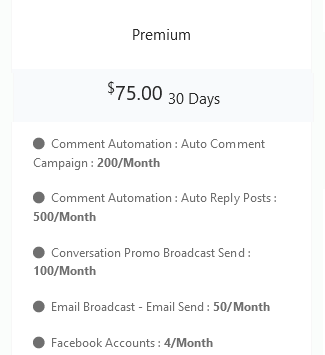 Premium
$75.00 30 Days
Comment Automation : Auto Comment
Campaign : 200/Month
Comment Automation : Auto Reply Posts :
500/Month
Conversation Promo Broadcast Send :
100/Month
Email Broadcast - Email Send : 50/Month
Facebook Accounts : 4/Month